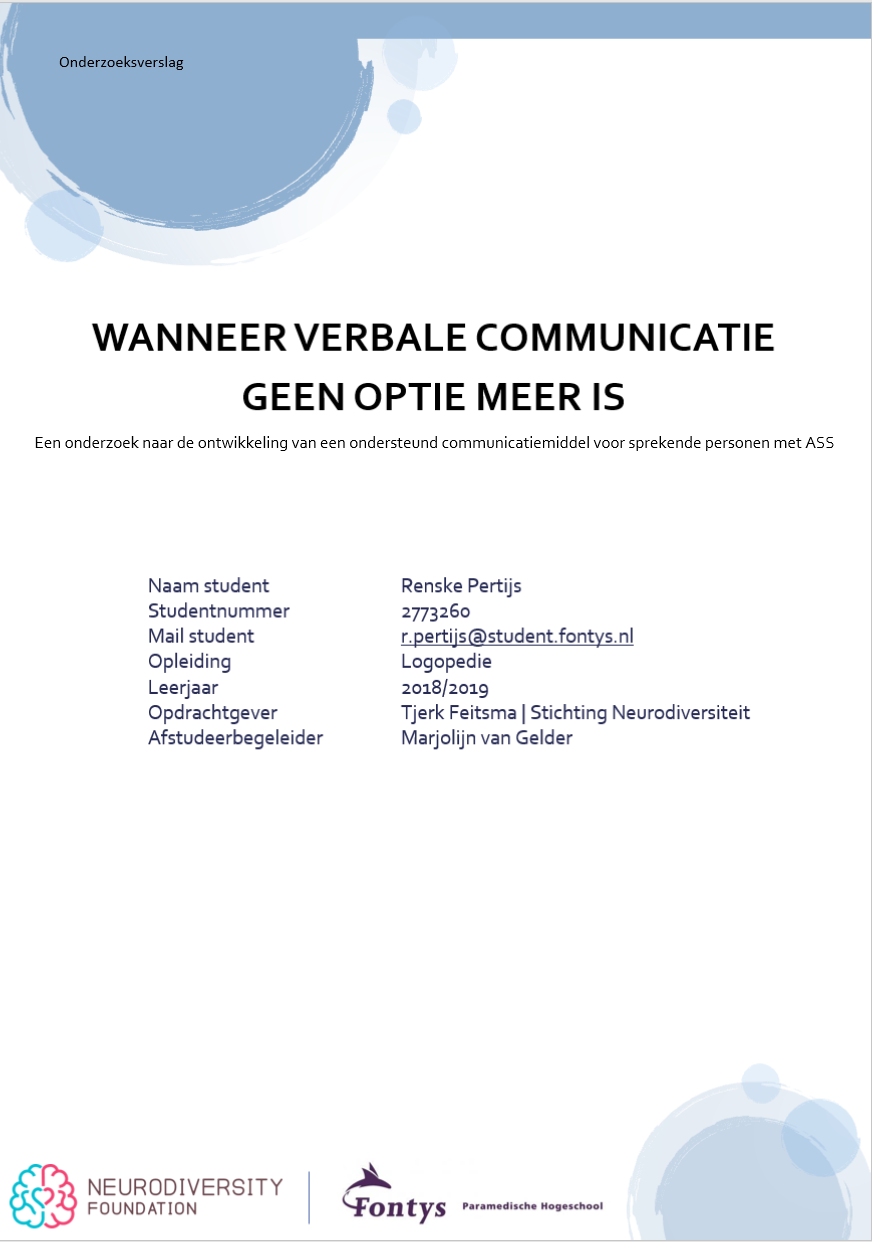 Onderzoeksverslag
WANNEER VERBALE COMMUNICATIE
GEEN OPTIE MEER IS
Een onderzoek naar de ontwikkeling van een ondersteund communicatiemiddel voor sprekende personen met ASS
Naam student Renske Pertijs
Studentnummer 2773260
Mail student r.pertijs@student.fontys.nl
Opleiding Logopedie
Leerjaar 2018/2019
Opdrachtgever Tjerk Feitsma | Stichting Neurodiversiteit
Afstudeerbegeleider Marjolijn van Gelder
NEURODIVERSITY
FOUNDATION
Fontys Paramedische Hogeschool